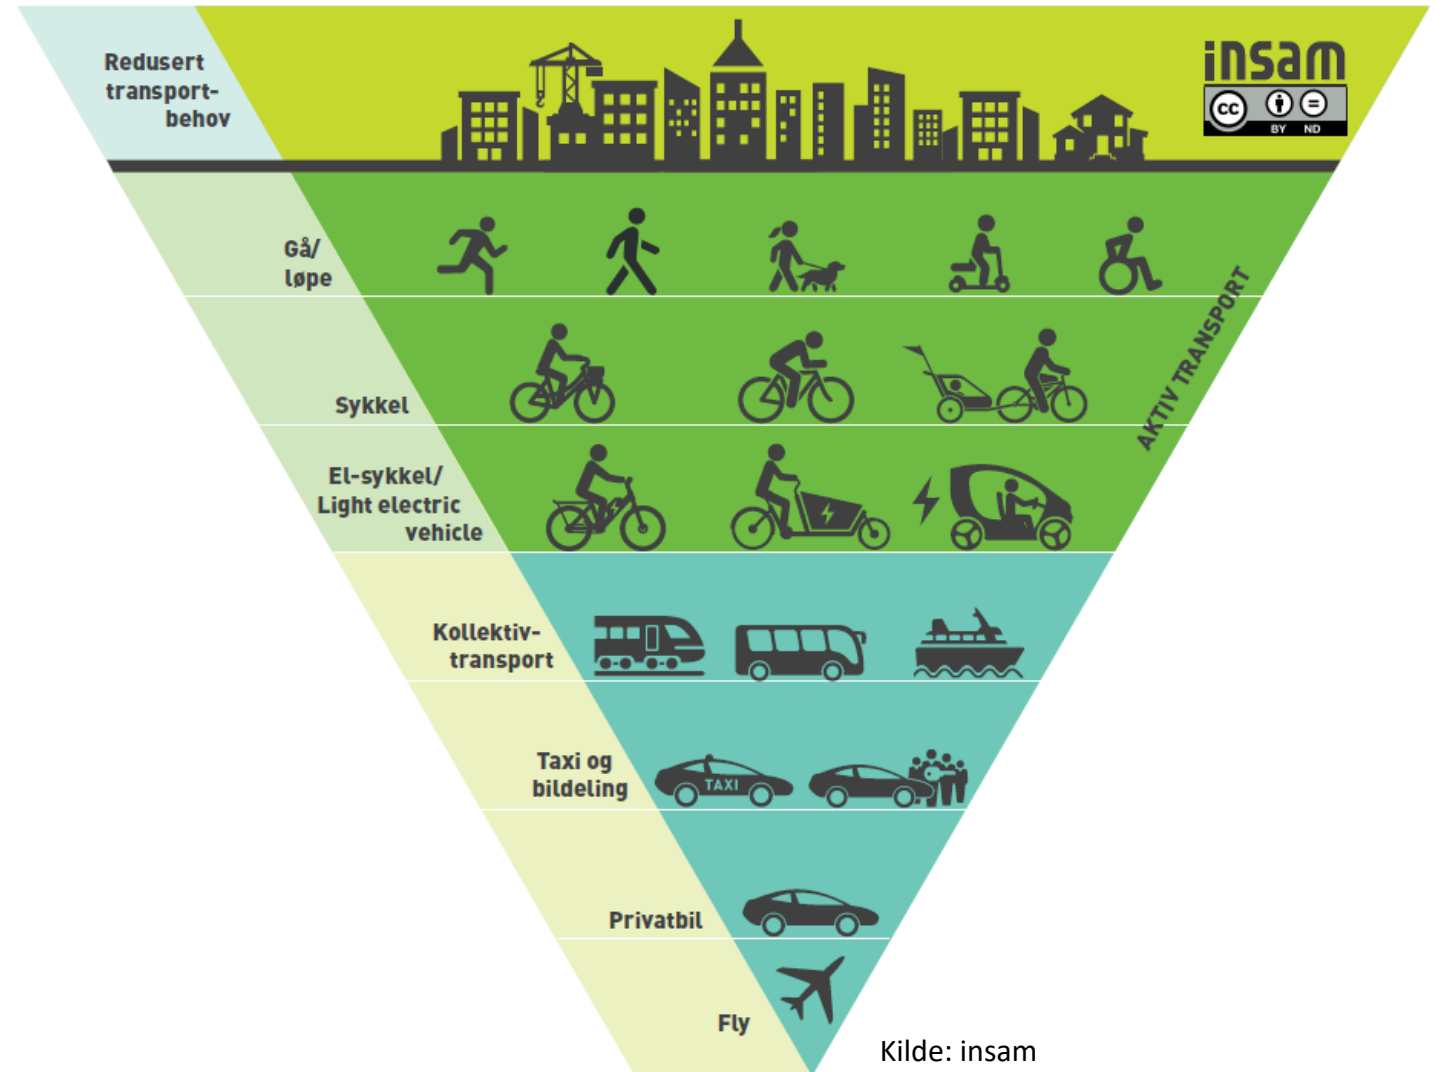 Redusert
transport-
behov
insam
cc
BY ND
Gå/
løpe
AKTIV TRANSPORT
Sykkel
El-sykkel/
Light electric
vehicle
Kollektiv-
transport
Taxi og
bildeling
TAXI
Privatbil
Fly
Kilde: insam